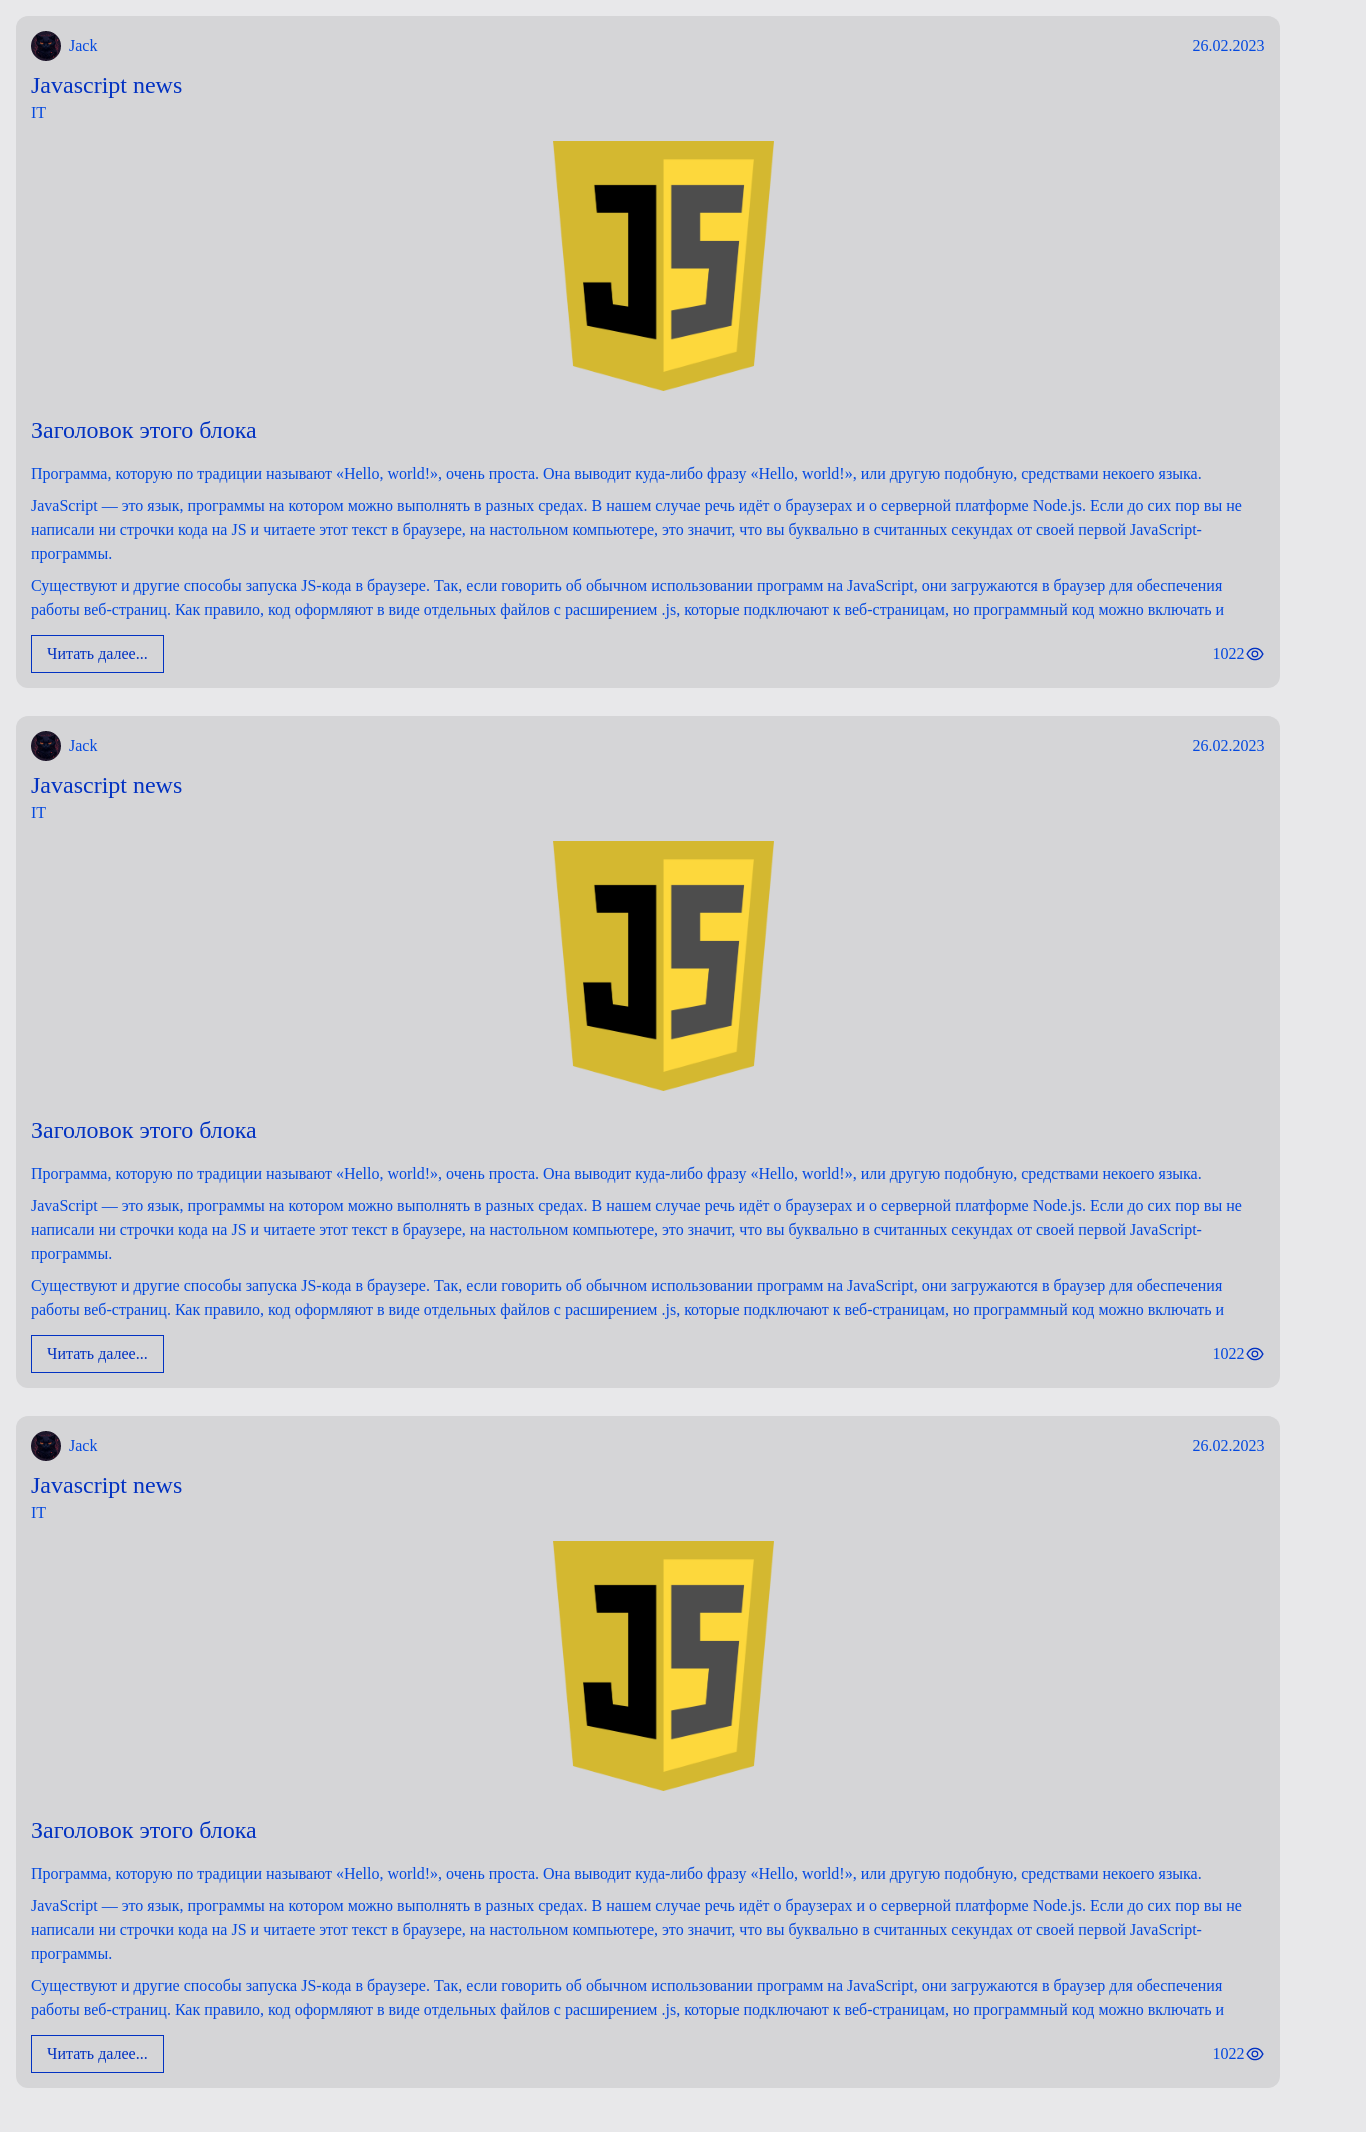 Jack
26.02.2023
Javascript news
IT
JS
Заголовок этого блока
Программа, которую по традиции называют «Hello, world!», очень проста. Она выводит куда-либо фразу «Hello, world!», или другую подобную, средствами некоего языка.
JavaScript — это язык, программы на котором можно выполнять в разных средах. В нашем случае речь идёт о браузерах и о серверной платформе Node.js. Если до сих пор вы не
написали ни строчки кода на JS и читаете этот текст в браузере, на настольном компьютере, это значит, что вы буквально в считанных секундах от своей первой JavaScript-
программы.
Существуют и другие способы запуска JS-кода в браузере. Так, если говорить об обычном использовании программ на JavaScript, они загружаются в браузер для обеспечения
работы веб-страниц. Как правило, код оформляют в виде отдельных файлов с расширением .js, которые подключают к веб-страницам, но программный код можно включать и
Читать далее...
1022
Jack
26.02.2023
Javascript news
IT
JS
Заголовок этого блока
Программа, которую по традиции называют «Hello, world!», очень проста. Она выводит куда-либо фразу «Hello, world!», или другую подобную, средствами некоего языка.
JavaScript — это язык, программы на котором можно выполнять в разных средах. В нашем случае речь идёт о браузерах и о серверной платформе Node.js. Если до сих пор вы не
написали ни строчки кода на JS и читаете этот текст в браузере, на настольном компьютере, это значит, что вы буквально в считанных секундах от своей первой JavaScript-
программы.
Существуют и другие способы запуска JS-кода в браузере. Так, если говорить об обычном использовании программ на JavaScript, они загружаются в браузер для обеспечения
работы веб-страниц. Как правило, код оформляют в виде отдельных файлов с расширением .js, которые подключают к веб-страницам, но программный код можно включать и
Читать далее...
1022
Jack
26.02.2023
Javascript news
IT
JS
Заголовок этого блока
Программа, которую по традиции называют «Hello, world!», очень проста. Она выводит куда-либо фразу «Hello, world!», или другую подобную, средствами некоего языка.
JavaScript — это язык, программы на котором можно выполнять в разных средах. В нашем случае речь идёт о браузерах и о серверной платформе Node.js. Если до сих пор вы не
написали ни строчки кода на JS и читаете этот текст в браузере, на настольном компьютере, это значит, что вы буквально в считанных секундах от своей первой JavaScript-
программы.
Существуют и другие способы запуска JS-кода в браузере. Так, если говорить об обычном использовании программ на JavaScript, они загружаются в браузер для обеспечения
работы веб-страниц. Как правило, код оформляют в виде отдельных файлов с расширением .js, которые подключают к веб-страницам, но программный код можно включать и
Читать далее...
1022